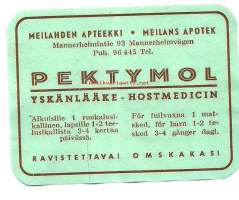 MEILAHDEN APTEEKKI • MEILANS APOTEK
Mannerheimintie 93 Mannerheimvägen
Puh. 96 445 Tel.
PEKTYMOL
YSKÄNLÄÄKE - HOSTMEDICIN
Aikuisille 1 ruokalusi- För fullvuxna 1 mat-
kallinen, lapsille 1-2 tee- sked, för barn 1-2 te-
lusikallista 3-4 kertaa sked 3-4 gånger dagl.
päivässä.
RAVISTETTAVA! OMSKAKAS!